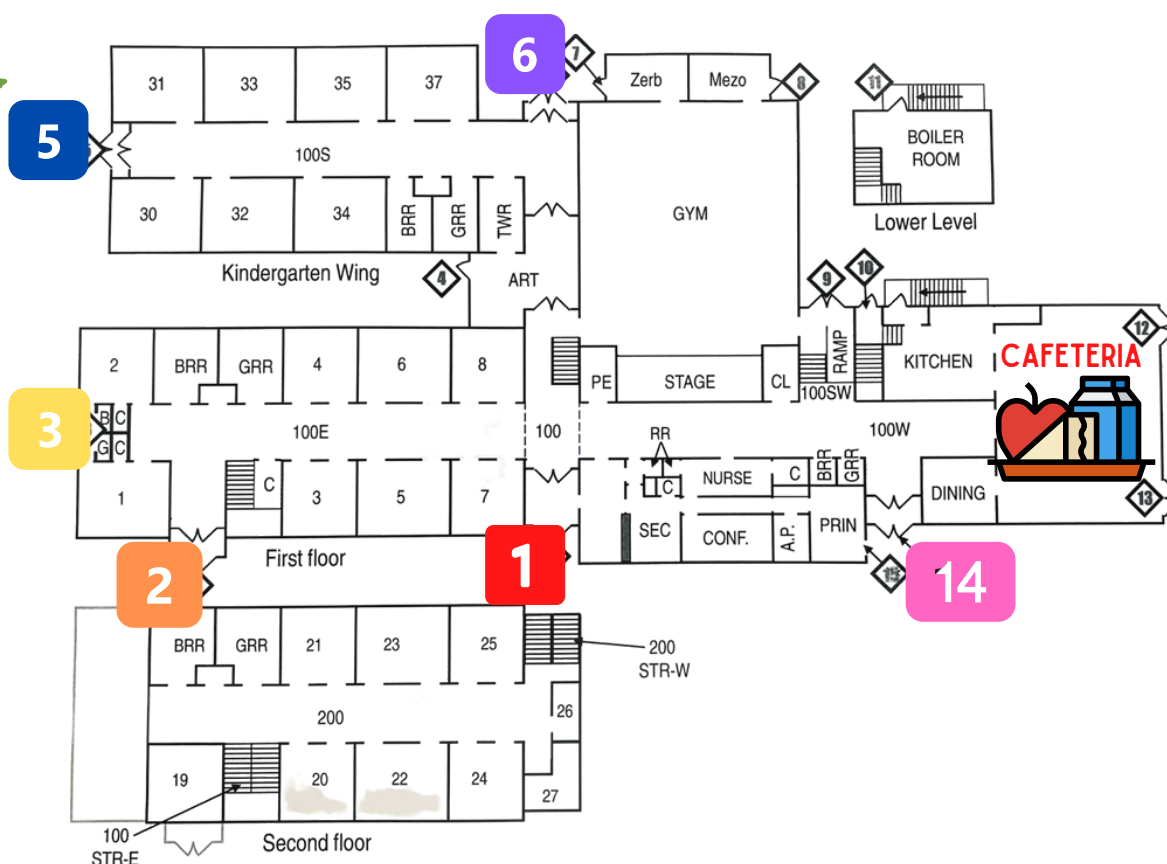 6
7
Zerb
Mezo
8
11
31
33
35
37
5
BOILER
ROOM
100S
30
32
34
BRR
GRR
TWR
GYM
Lower Level
Kindergarten Wing
4
ART
9
10
2
BRR
GRR
4
6
8
PE
STAGE
CL
RAMP
100SW
KITCHEN
12
CAFETERIA
3
B
C
G
C
100E
100
RR
100W
1
C
3
5
7
C
NURSE
C
BRR
GRR
DINING
13
SEC
CONF.
A.P.
PRIN
First floor
1
2
15
14
BRR
GRR
21
23
25
200
STR-W
200
26
19
20
22
24
27
100
STR-E
Second floor